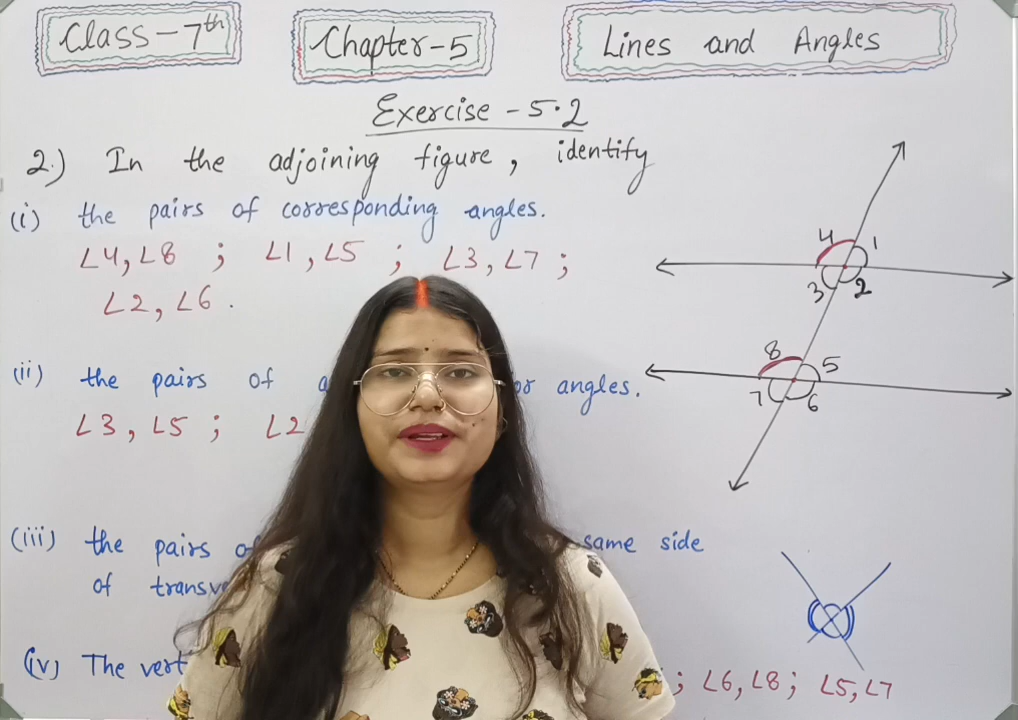 Class-7th
Chapter-5
Lines and Angles
Exercise - 5.2
2.) In the adjoining figure, identify
(i) the pairs of corresponding angles.
∠4,∠8 ; ∠1,∠5 ; ∠3,∠7 ;
∠2,∠6 .
(ii) the pairs of angles.
∠3,∠5 ; ∠2
(iii) the pairs same side
of
(iv) The ; ∠6,∠8 ; ∠5,∠7
4 1
3 2
8 5
7 6